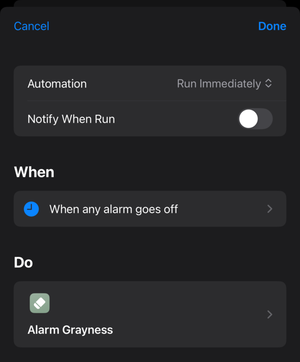 Cancel Done
Automation Run Immediately
Notify When Run
When
When any alarm goes off
Do
Alarm Grayness